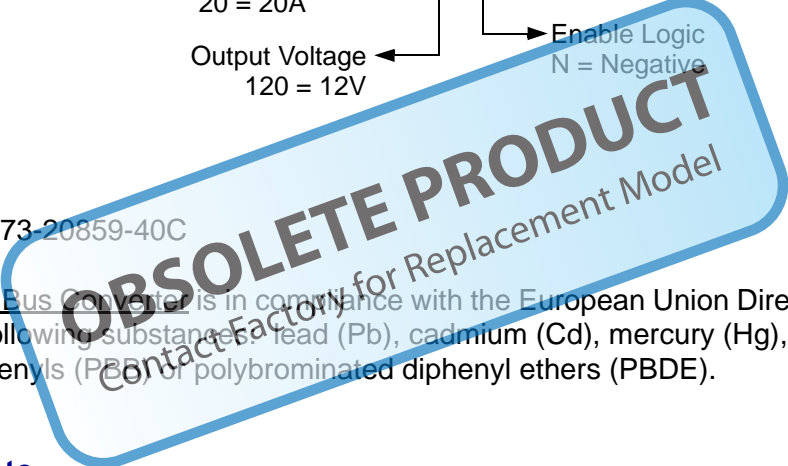 20 = 20A
Enable Logic
Output Voltage
N = Negative
120 = 12V
OBSOLETE PRODUCT
Contact Factory for Replacement Model
73-20859-40C
Bus Converter is in compliance with the European Union Dire
ollowing substances: lead (Pb), cadmium (Cd), mercury (Hg),
enyls (PBB) or polybrominated diphenyl ethers (PBDE).